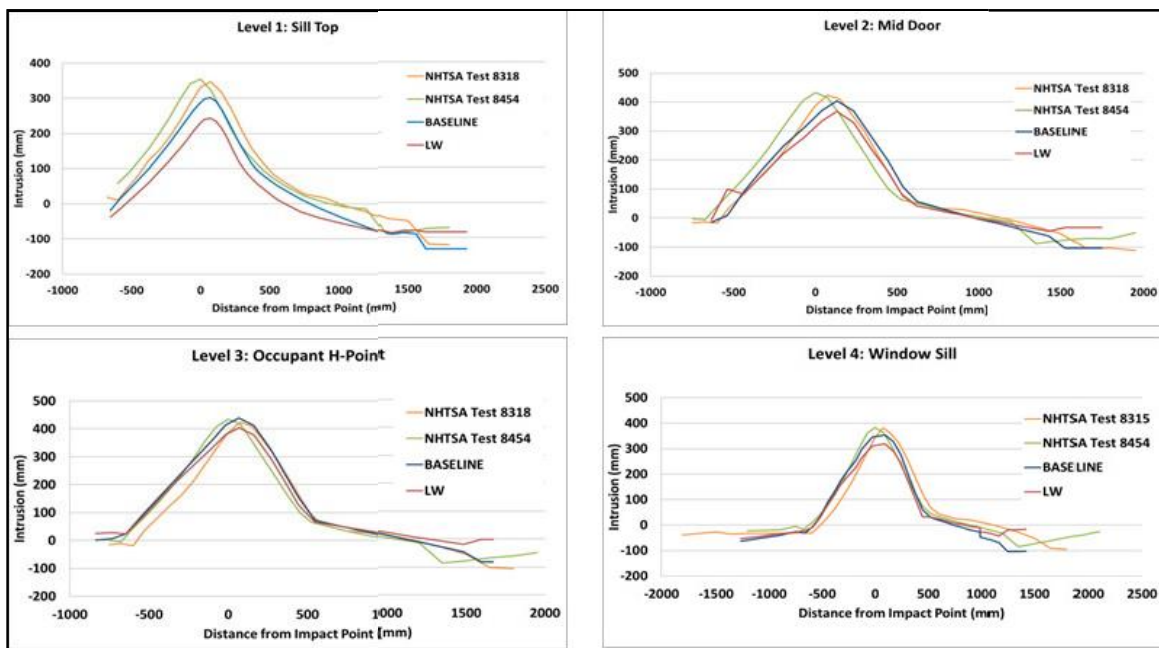 Level 1: Sill Top
400
300
200
100
0
-100
-200
Intrusion (mm)
-1000 -500 0 500 1000 1500 2000 2500
Distance from Impact Point (mm)
NHTSA Test 8318
NHTSA Test 8454
BASELINE
LW
Level 2: Mid Door
500
400
300
200
100
0
-100
-200
Intrusion (mm)
-1000 -500 0 500 1000 1500 2000
Distance from Impact Point (mm)
NHTSA Test 8318
NHTSA Test 8454
BASELINE
LW
Level 3: Occupant H-Point
500
400
300
200
100
0
-100
-200
Intrusion (mm)
-1000 -500 0 500 1000 1500 2000
Distance from Impact Point (mm)
NHTSA Test 8318
NHTSA Test 8454
BASELINE
LW
Level 4: Window Sill
500
400
300
200
100
0
-100
-200
Intrusion (mm)
-2000 -1500 -1000 -500 0 500 1000 1500 2000 2500
Distance from Impact Point (mm)
NHTSA Test 8315
NHTSA Test 8454
BASELINE
LW